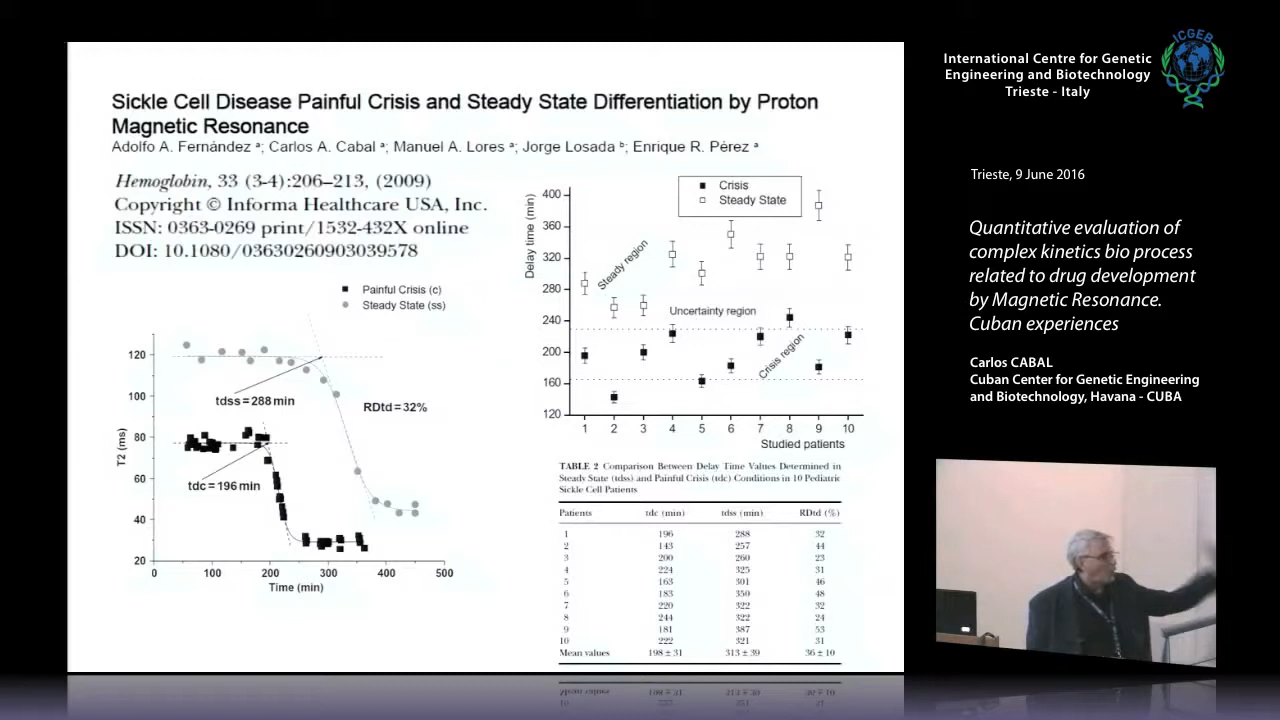 Sickle Cell Disease Painful Crisis and Steady State Differentiation by Proton
Magnetic Resonance
Adolfo A. Fernández ª; Carlos A. Cabal ª; Manuel A. Lores ª; Jorge Losada ᵇ; Enrique R. Pérez ª
Hemoglobin, 33 (3-4):206–213, (2009)
Copyright © Informa Healthcare USA, Inc.
ISSN: 0363-0269 print/1532-432X online
DOI: 10.1080/03630260903039578
Painful Crisis (c)
Steady State (ss)
120
100
80
60
40
20
T2 (ms)
tdss = 288 min
RDtd = 32%
tdc = 196 min
0 100 200 300 400 500
Time (min)
Crisis
Steady State
400
360
320
280
240
200
160
120
Delay time (min)
Steady region
Uncertainty region
Crisis region
1 2 3 4 5 6 7 8 9 10
Studied patients
TABLE 2 Comparison Between Delay Time Values Determined in
Steady State (tdss) and Painful Crisis (tdc) Conditions in 10 Pediatric
Sickle Cell Patients
Patients tdc (min) tdss (min) RDtd (%)
1 196 288 32
2 143 257 44
3 200 260 23
4 224 325 31
5 163 301 46
6 183 350 48
7 220 322 32
8 244 322 24
9 181 387 53
10 222 321 31
Mean values 198 ± 31 313 ± 39 36 ± 10
International Centre for Genetic
Engineering and Biotechnology
Trieste - Italy
ICGEB
Trieste, 9 June 2016
Quantitative evaluation of
complex kinetics bio process
related to drug development
by Magnetic Resonance.
Cuban experiences
Carlos CABAL
Cuban Center for Genetic Engineering
and Biotechnology, Havana - CUBA